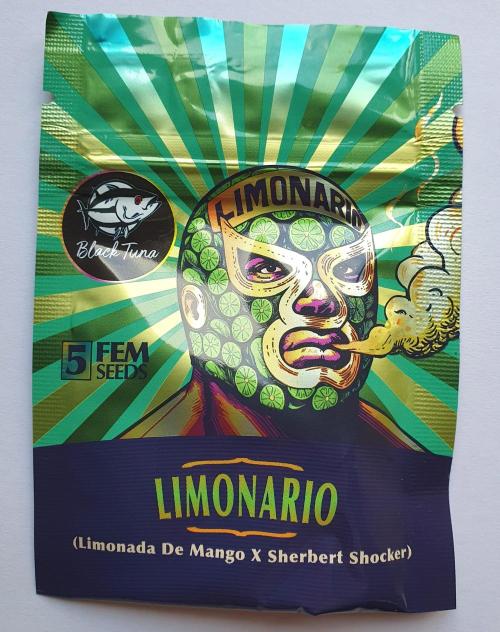 LIMONARIO
Black Tuna
5 FEM
SEEDS
LIMONARIO
(Limonada De Mango X Sherbert Shocker)